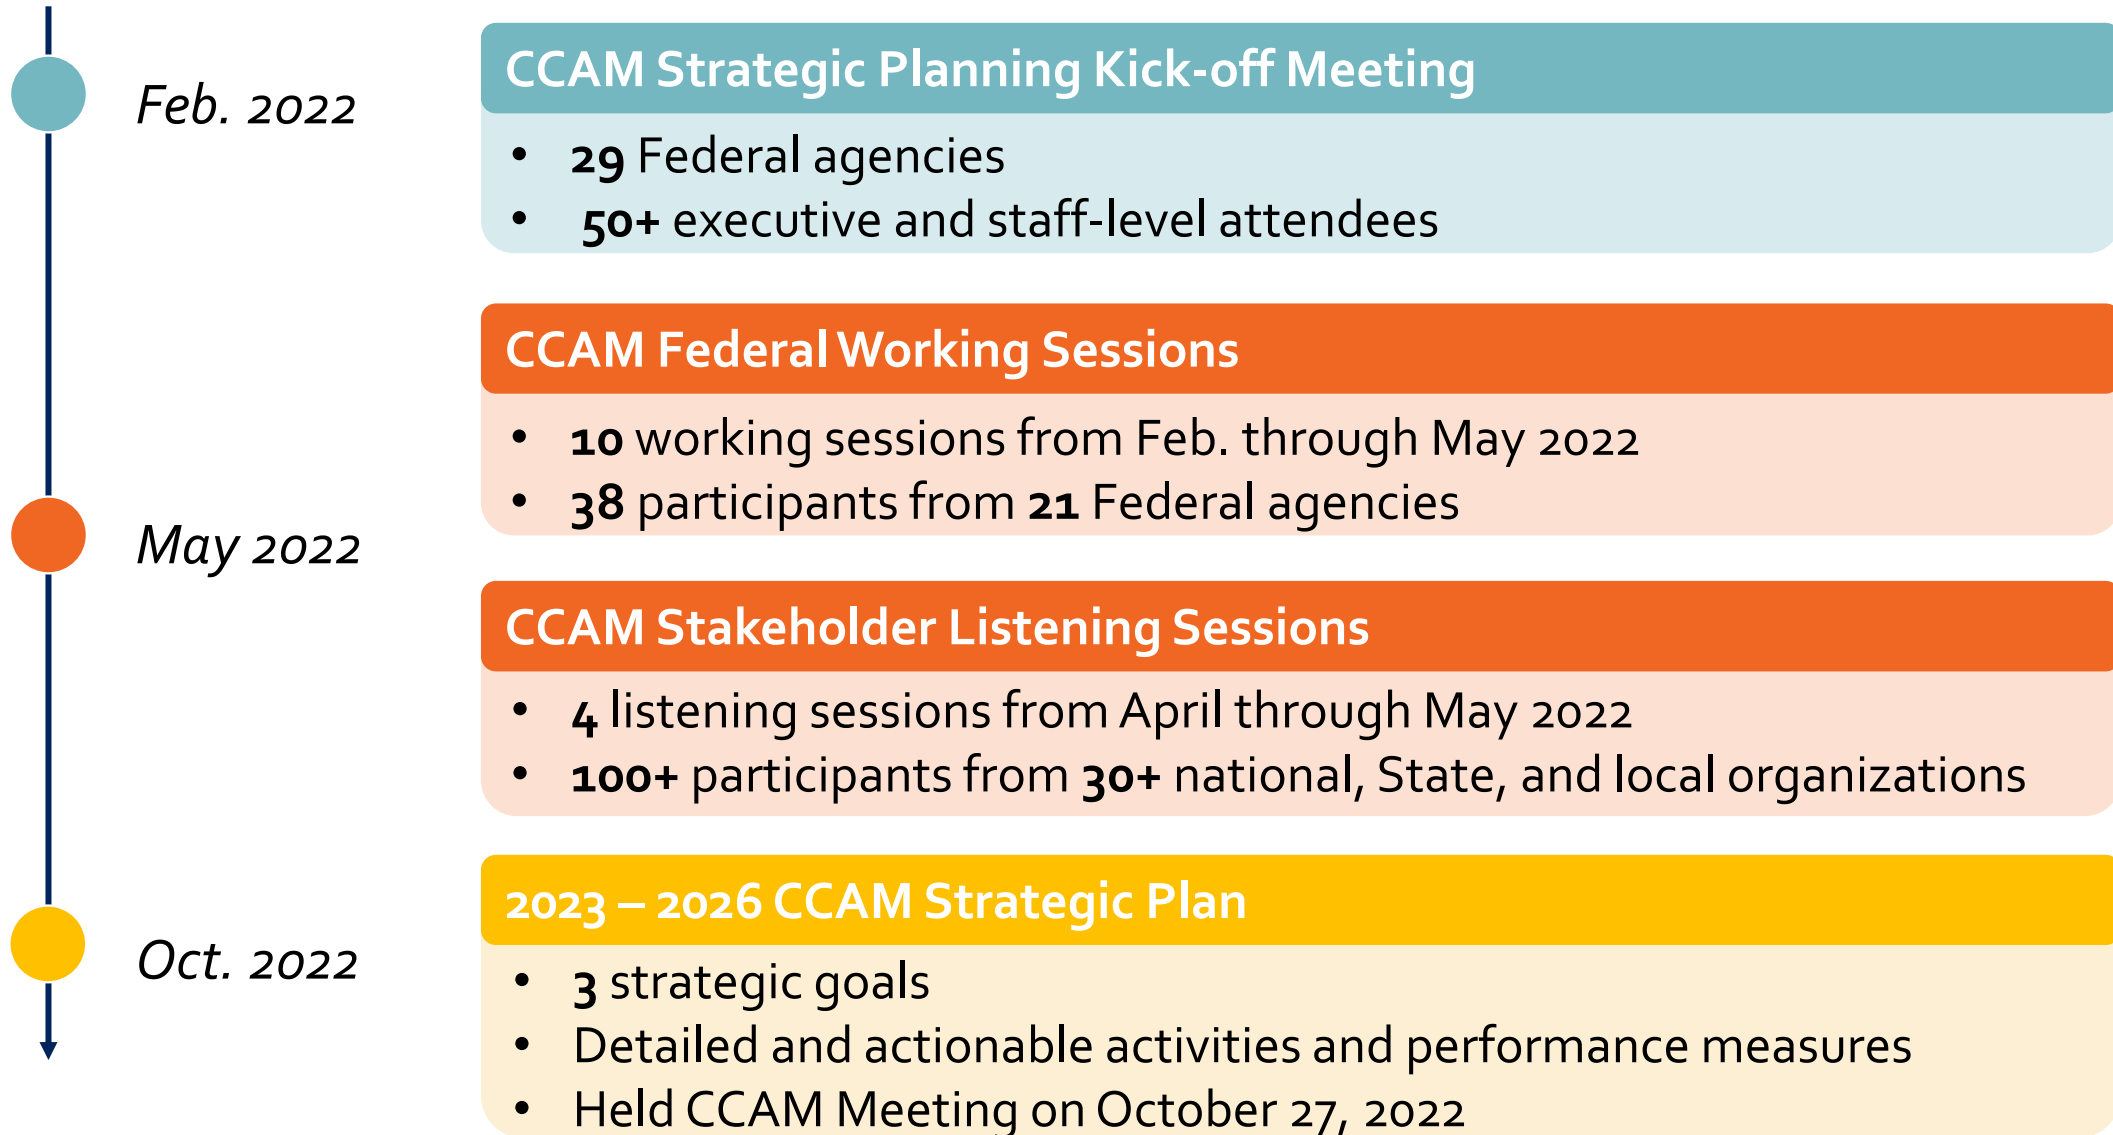 Feb. 2022
CCAM Strategic Planning Kick-off Meeting
• 29 Federal agencies
• 50+ executive and staff-level attendees
May 2022
CCAM Federal Working Sessions
• 10 working sessions from Feb. through May 2022
• 38 participants from 21 Federal agencies
CCAM Stakeholder Listening Sessions
• 4 listening sessions from April through May 2022
• 100+ participants from 30+ national, State, and local organizations
Oct. 2022
2023 – 2026 CCAM Strategic Plan
• 3 strategic goals
• Detailed and actionable activities and performance measures
• Held CCAM Meeting on October 27, 2022